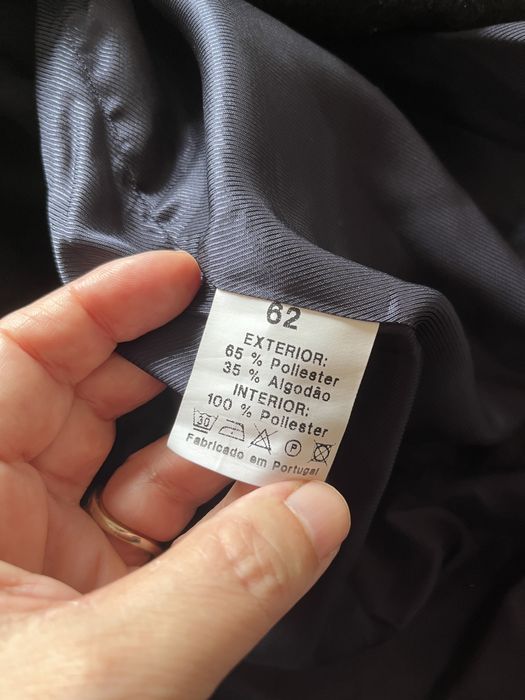 62
EXTERIOR:
65 % Poliester
35 % Algodão
INTERIOR:
100 % Poliester
30 P
Fabricado em Portugal